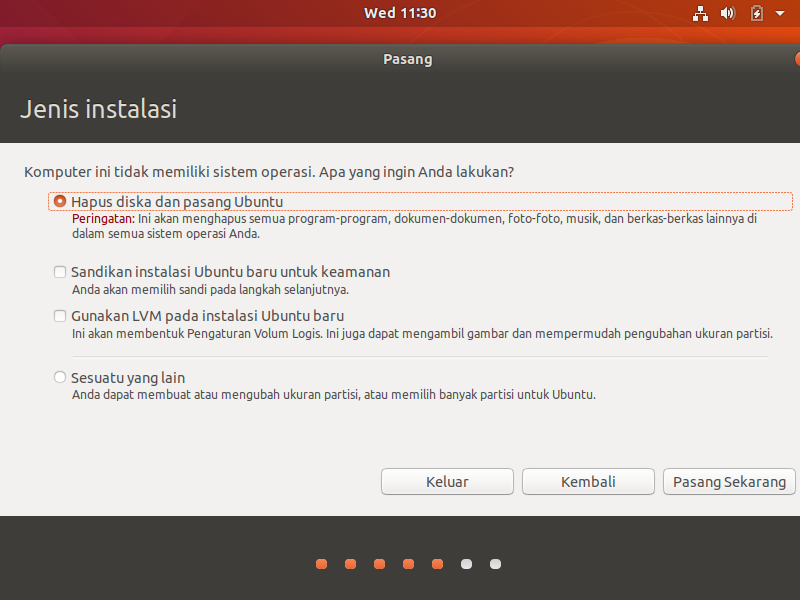 Wed 11:30
Pasang
Jenis instalasi
Komputer ini tidak memiliki sistem operasi. Apa yang ingin Anda lakukan?
Hapus diska dan pasang Ubuntu
Peringatan: Ini akan menghapus semua program-program, dokumen-dokumen, foto-foto, musik, dan berkas-berkas lainnya di
dalam semua sistem operasi Anda.
Sandikan instalasi Ubuntu baru untuk keamanan
Anda akan memilih sandi pada langkah selanjutnya.
Gunakan LVM pada instalasi Ubuntu baru
Ini akan membentuk Pengaturan Volum Logis. Ini juga dapat mengambil gambar dan mempermudah pengubahan ukuran partisi.
Sesuatu yang lain
Anda dapat membuat atau mengubah ukuran partisi, atau memilih banyak partisi untuk Ubuntu.
Keluar
Kembali
Pasang Sekarang